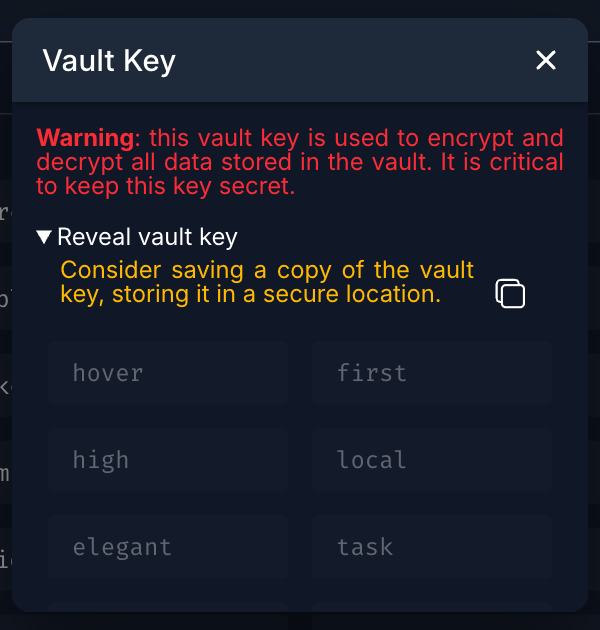 Vault Key
Warning: this vault key is used to encrypt and
decrypt all data stored in the vault. It is critical
to keep this key secret.
Reveal vault key
Consider saving a copy of the vault
key, storing it in a secure location.
hover first
high local
elegant task